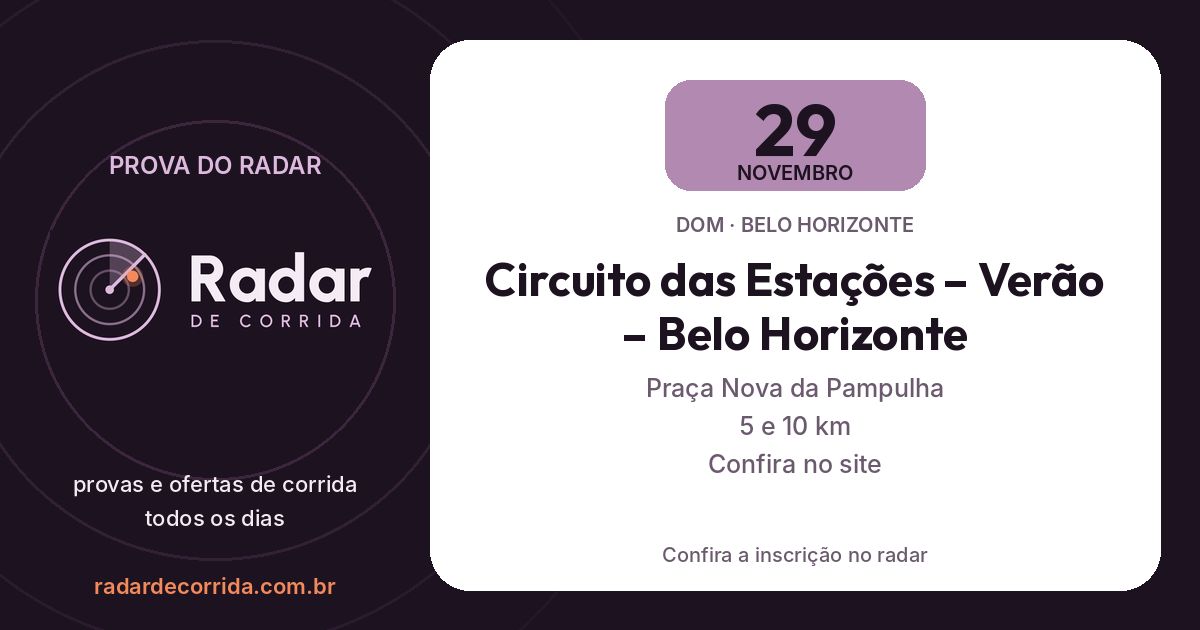 PROVA DO RADAR
Radar
DE CORRIDA
provas e ofertas de corrida
todos os dias
radardecorrida.com.br
29
NOVEMBRO
DOM · BELO HORIZONTE
Circuito das Estações – Verão
– Belo Horizonte
Praça Nova da Pampulha
5 e 10 km
Confira no site
Confira a inscrição no radar